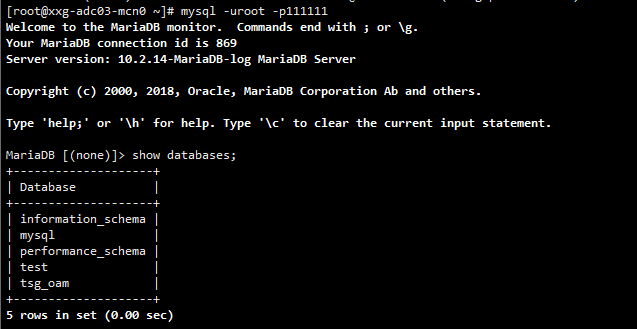 [root@xxg-adc03-mcn0 ~]# mysql -uroot -p111111
Welcome to the MariaDB monitor.  Commands end with ; or \g.
Your MariaDB connection id is 869
Server version: 10.2.14-MariaDB-log MariaDB Server

Copyright (c) 2000, 2018, Oracle, MariaDB Corporation Ab and others.

Type 'help;' or '\h' for help. Type '\c' to clear the current input statement.

MariaDB [(none)]> show databases;
+--------------------+
| Database           |
+--------------------+
| information_schema |
| mysql              |
| performance_schema |
| test               |
| tsg_oam            |
+--------------------+
5 rows in set (0.00 sec)